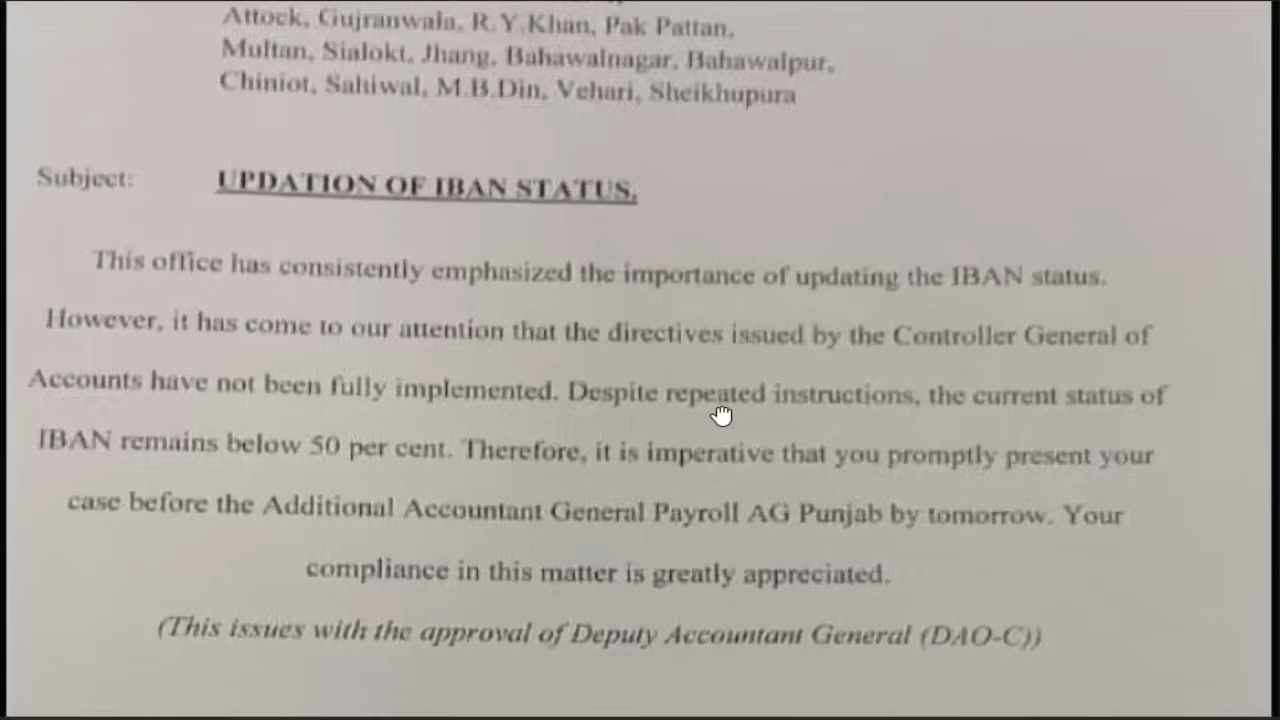 Attock, Gujranwala, R.Y.Khan, Pak Pattan,
Multan, Sialokt, Jhang, Bahawalnagar, Bahawalpur,
Chiniot, Sahiwal, M.B.Din, Vehari, Sheikhupura
Subject: UPDATION OF IBAN STATUS.
This office has consistently emphasized the importance of updating the IBAN status.
However, it has come to our attention that the directives issued by the Controller General of
Accounts have not been fully implemented. Despite repeated instructions, the current status of
IBAN remains below 50 per cent. Therefore, it is imperative that you promptly present your
case before the Additional Accountant General Payroll AG Punjab by tomorrow. Your
compliance in this matter is greatly appreciated.
(This issues with the approval of Deputy Accountant General (DAO-C))